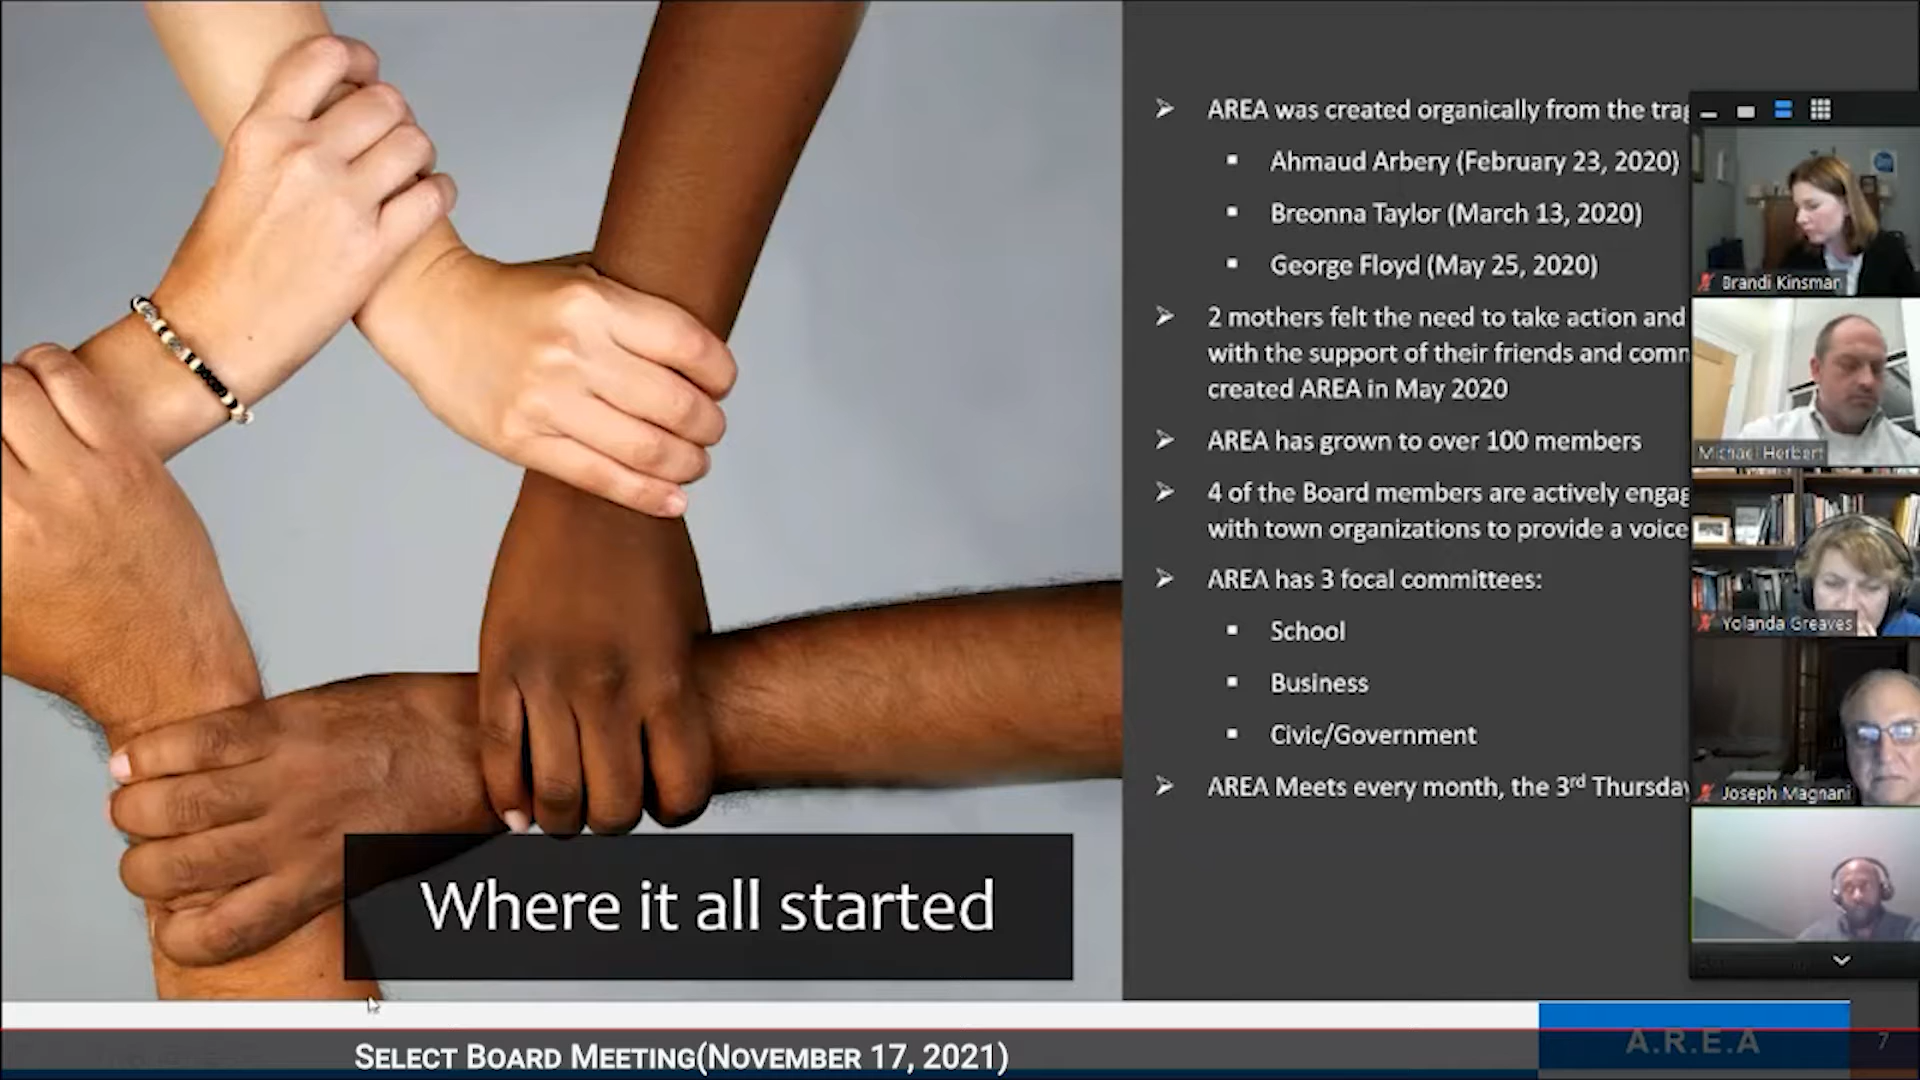 AREA was created organically from the
Ahmaud Arbery (February 23, 2020)
Breonna Taylor (March 13, 2020)
George Floyd (May 25, 2020)
2 mothers felt the need to take action and
with the support of their friends and
created AREA in May 2020
AREA has grown to over 100 members
4 of the Board members are actively
with town organizations to provide a voice
AREA has 3 focal committees:
School
Business
Civic/Government
AREA Meets every month, the 3rd Thursday
Where it all started
Brandi Kinsman
Michael Herbert
Yolanda Greaves
Joseph Magnani
A.R.E.A
7
SELECT BOARD MEETING(NOVEMBER 17, 2021)